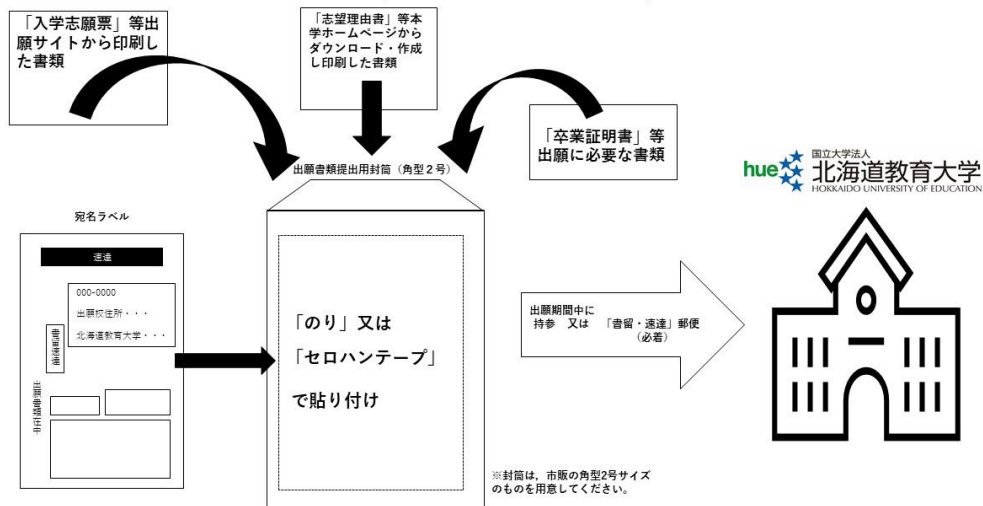 「入学志願票」等出
願サイトから印刷し
た書類
「志望理由書」等本
学ホームページから
ダウンロード・作成
し印刷した書類
「卒業証明書」等
出願に必要な書類
出願書類提出用封筒（角型２号）
hue
国立大学法人
北海道教育大学
HOKKAIDO UNIVERSITY OF EDUCATION
宛名ラベル
速達
000-0000
出願校住所・・・
北海道教育大学・・・
書留速達
出願書類在中
「のり」又は
「セロハンテープ」
で貼り付け
出願期間中に
持参　又は　「書留・速達」郵便
（必着）
※封筒は，市販の角型2号サイズ
のものを用意してください。